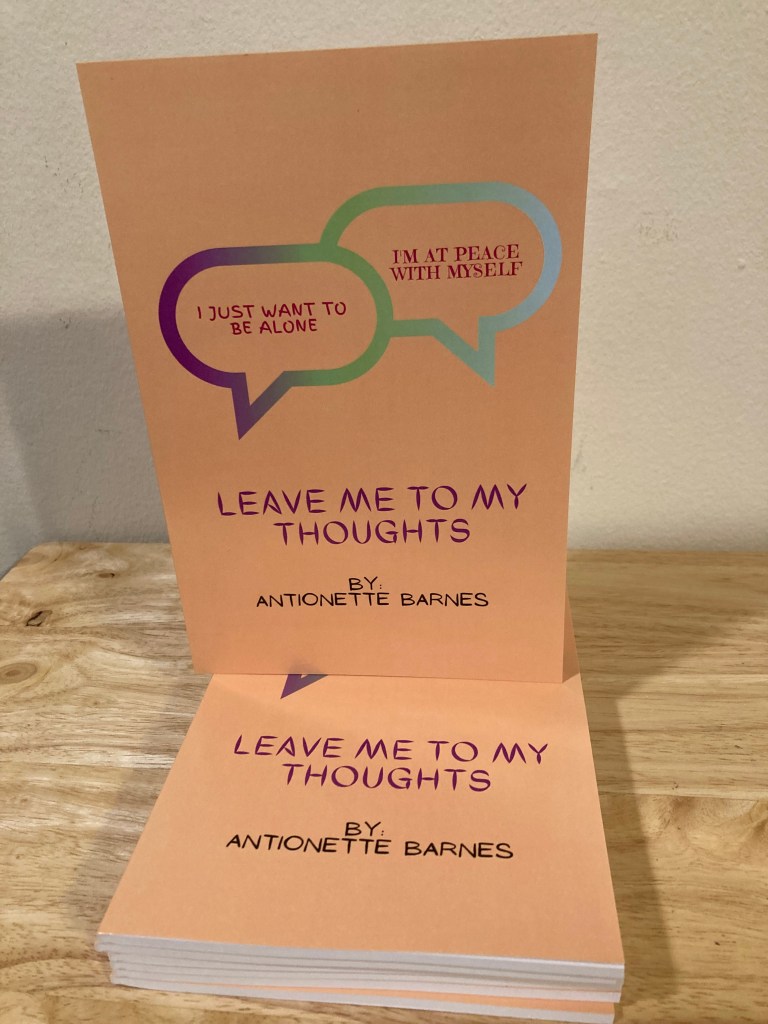 I'M AT PEACE
WITH MYSELF
I JUST WANT TO
BE ALONE
LEAVE ME TO MY
THOUGHTS
BY:
ANTIONETTE BARNES
LEAVE ME TO MY
THOUGHTS
BY:
ANTIONETTE BARNES